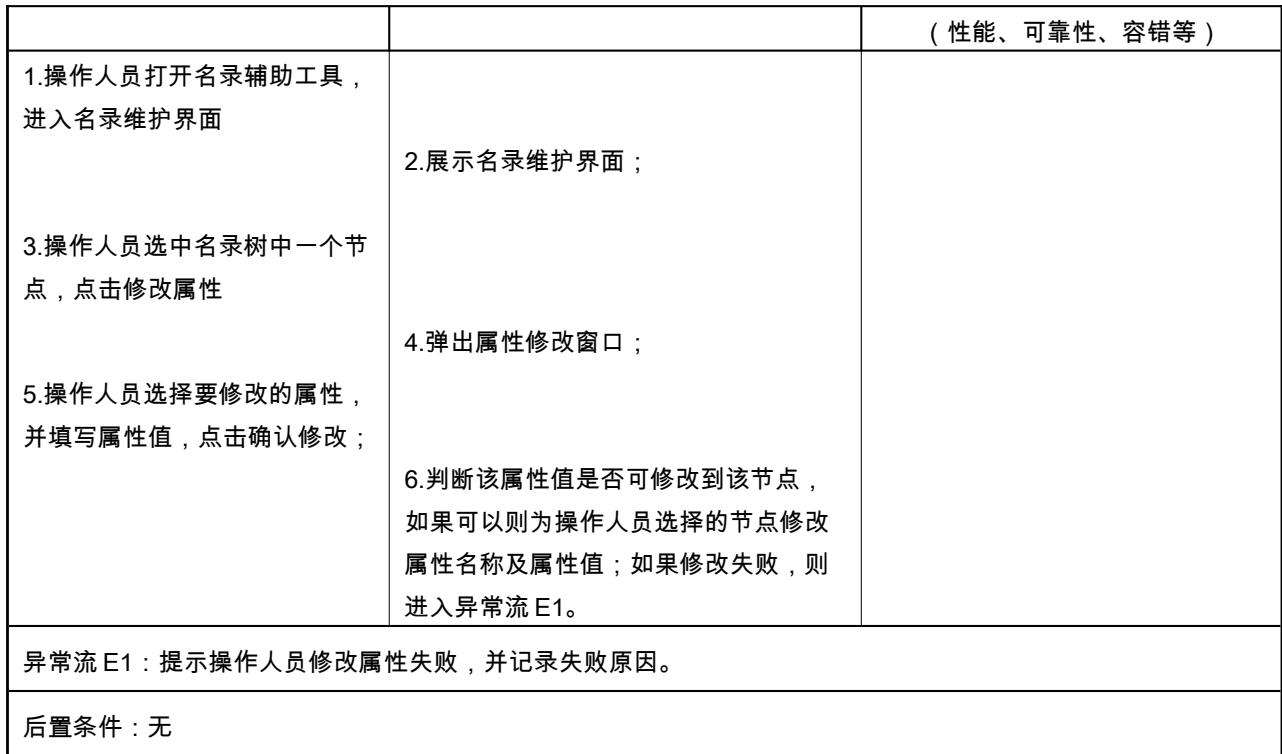 （性能、可靠性、容错等）
1.操作人员打开名录辅助工具，
进入名录维护界面
2.展示名录维护界面；
3.操作人员选中名录树中一个节
点，点击修改属性
4.弹出属性修改窗口；
5.操作人员选择要修改的属性，
并填写属性值，点击确认修改；
6.判断该属性值是否可修改到该节点，
如果可以则为操作人员选择的节点修改
属性名称及属性值；如果修改失败，则
进入异常流 E1。
异常流 E1：提示操作人员修改属性失败，并记录失败原因。
后置条件：无